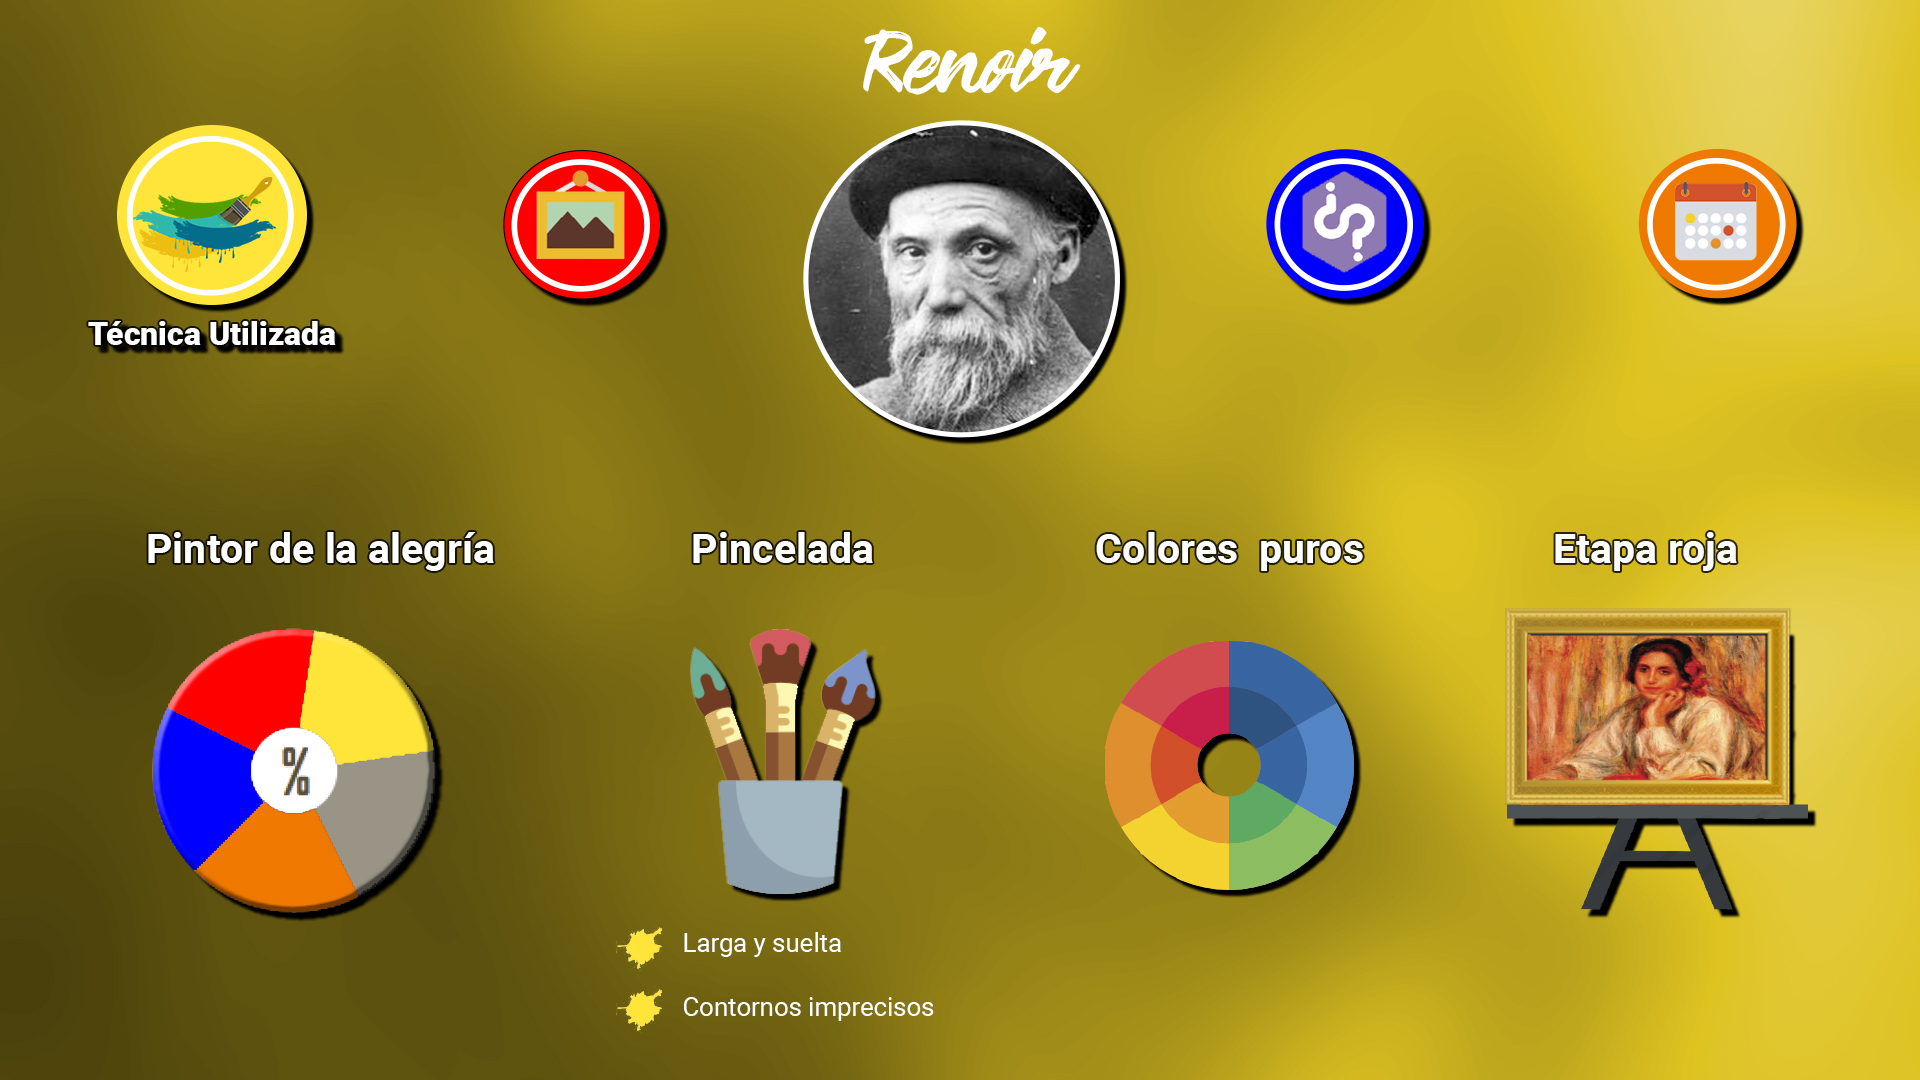 Renoir
Técnica Utilizada
Pintor de la alegría
Pincelada
Colores puros
Etapa roja
%
Larga y suelta
Contornos imprecisos